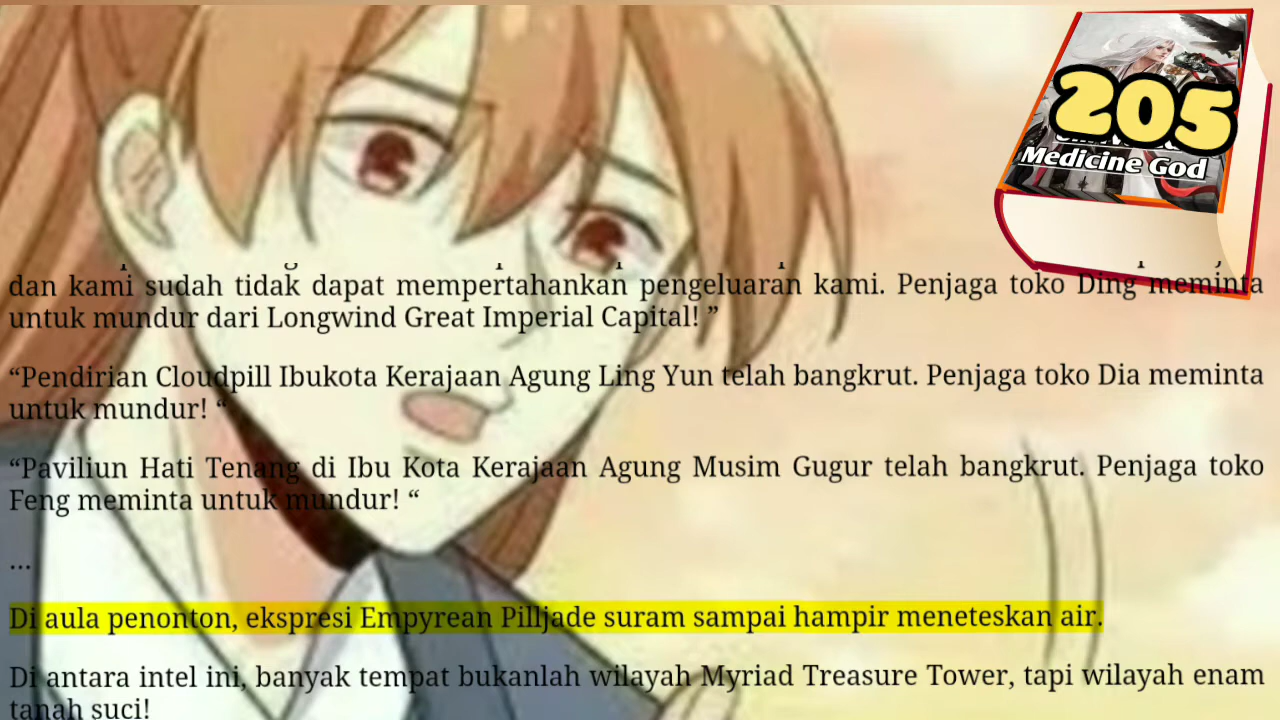 205
Medicine God
dan kami sudah tidak dapat mempertahankan pengeluaran kami. Penjaga toko Ding meminta
untuk mundur dari Longwind Great Imperial Capital! ”
“Pendirian Cloudpill Ibukota Kerajaan Agung Ling Yun telah bangkrut. Penjaga toko Dia meminta
untuk mundur! “
“Paviliun Hati Tenang di Ibu Kota Kerajaan Agung Musim Gugur telah bangkrut. Penjaga toko
Feng meminta untuk mundur! “
...
Di aula penonton, ekspresi Empyrean Pilljade suram sampai hampir meneteskan air.
Di antara intel ini, banyak tempat bukanlah wilayah Myriad Treasure Tower, tapi wilayah enam
tanah suci!